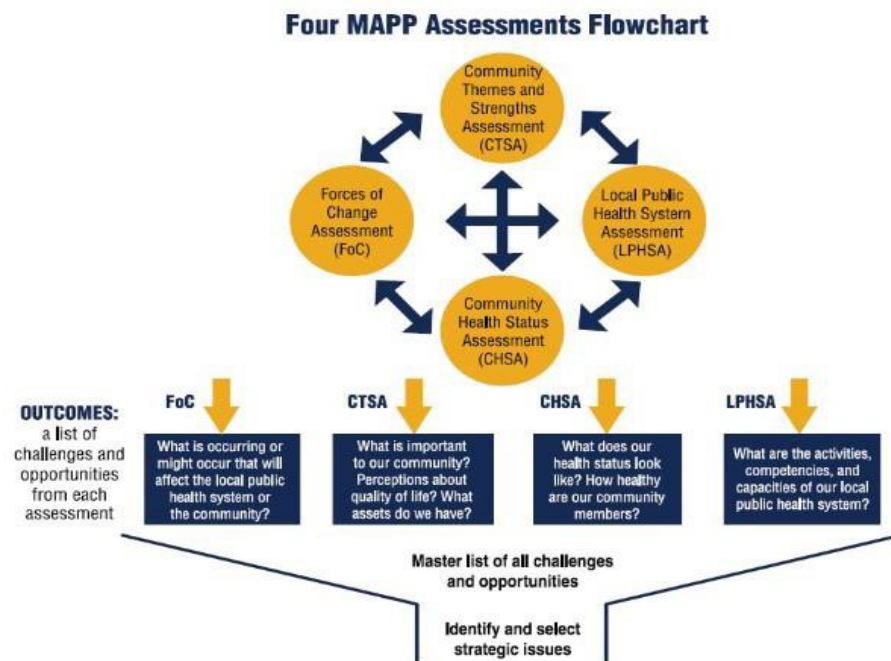 Four MAPP Assessments Flowchart
Community
Themes and
Strengths
Assessment
(CTSA)
Forces of
Change
Assessment
(FoC)
Local Public
Health System
Assessment
(LPHSA)
Community
Health Status
Assessment
(CHSA)
OUTCOMES:
a list of
challenges and
opportunities
from each
assessment
FoC
What is occurring or
might occur that will
affect the local public
health system or
the community?
CTSA
What is important
to our community?
Perceptions about
quality of life? What
assets do we have?
CHSA
What does our
health status look
like? How healthy
are our community
members?
LPHSA
What are the activities,
competencies, and
capacities of our local
public health system?
Master list of all challenges
and opportunities
Identify and select
strategic issues